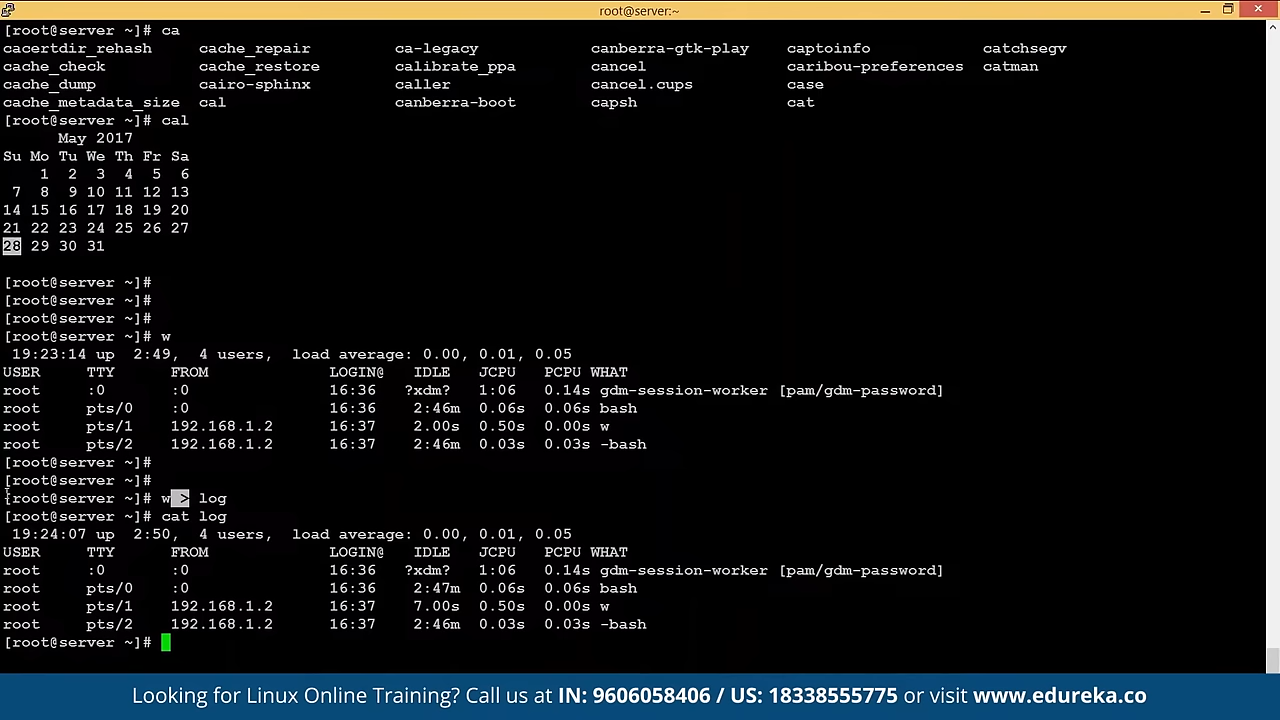 root@server:~
[root@server ~]# ca
cacertdir_rehash cache_repair ca-legacy canberra-gtk-play captoinfo catchsegv
cache_check cache_restore calibrate_ppa cancel caribou-preferences catman
cache_dump cairo-sphinx caller cancel.cups case
cache_metadata_size cal canberra-boot capsh cat
[root@server ~]# cal
May 2017
Su Mo Tu We Th Fr Sa
1 2 3 4 5 6
7 8 9 10 11 12 13
14 15 16 17 18 19 20
21 22 23 24 25 26 27
28 29 30 31
[root@server ~]#
[root@server ~]#
[root@server ~]#
[root@server ~]# w
19:23:14 up 2:49, 4 users, load average: 0.00, 0.01, 0.05
USER TTY FROM LOGIN@ IDLE JCPU PCPU WHAT
root :0 :0 16:36 ?xdm? 1:06 0.14s gdm-session-worker [pam/gdm-password]
root pts/0 :0 16:36 2:46m 0.06s 0.06s bash
root pts/1 192.168.1.2 16:37 2.00s 0.50s 0.00s w
root pts/2 192.168.1.2 16:37 2:46m 0.03s 0.03s -bash
[root@server ~]#
[root@server ~]#
[root@server ~]# w > log
[root@server ~]# cat log
19:24:07 up 2:50, 4 users, load average: 0.00, 0.01, 0.05
USER TTY FROM LOGIN@ IDLE JCPU PCPU WHAT
root :0 :0 16:36 ?xdm? 1:06 0.14s gdm-session-worker [pam/gdm-password]
root pts/0 :0 16:36 2:47m 0.06s 0.06s bash
root pts/1 192.168.1.2 16:37 7.00s 0.50s 0.00s w
root pts/2 192.168.1.2 16:37 2:46m 0.03s 0.03s -bash
[root@server ~]#
Looking for Linux Online Training? Call us at IN: 9606058406 / US: 18338555775 or visit www.edureka.co